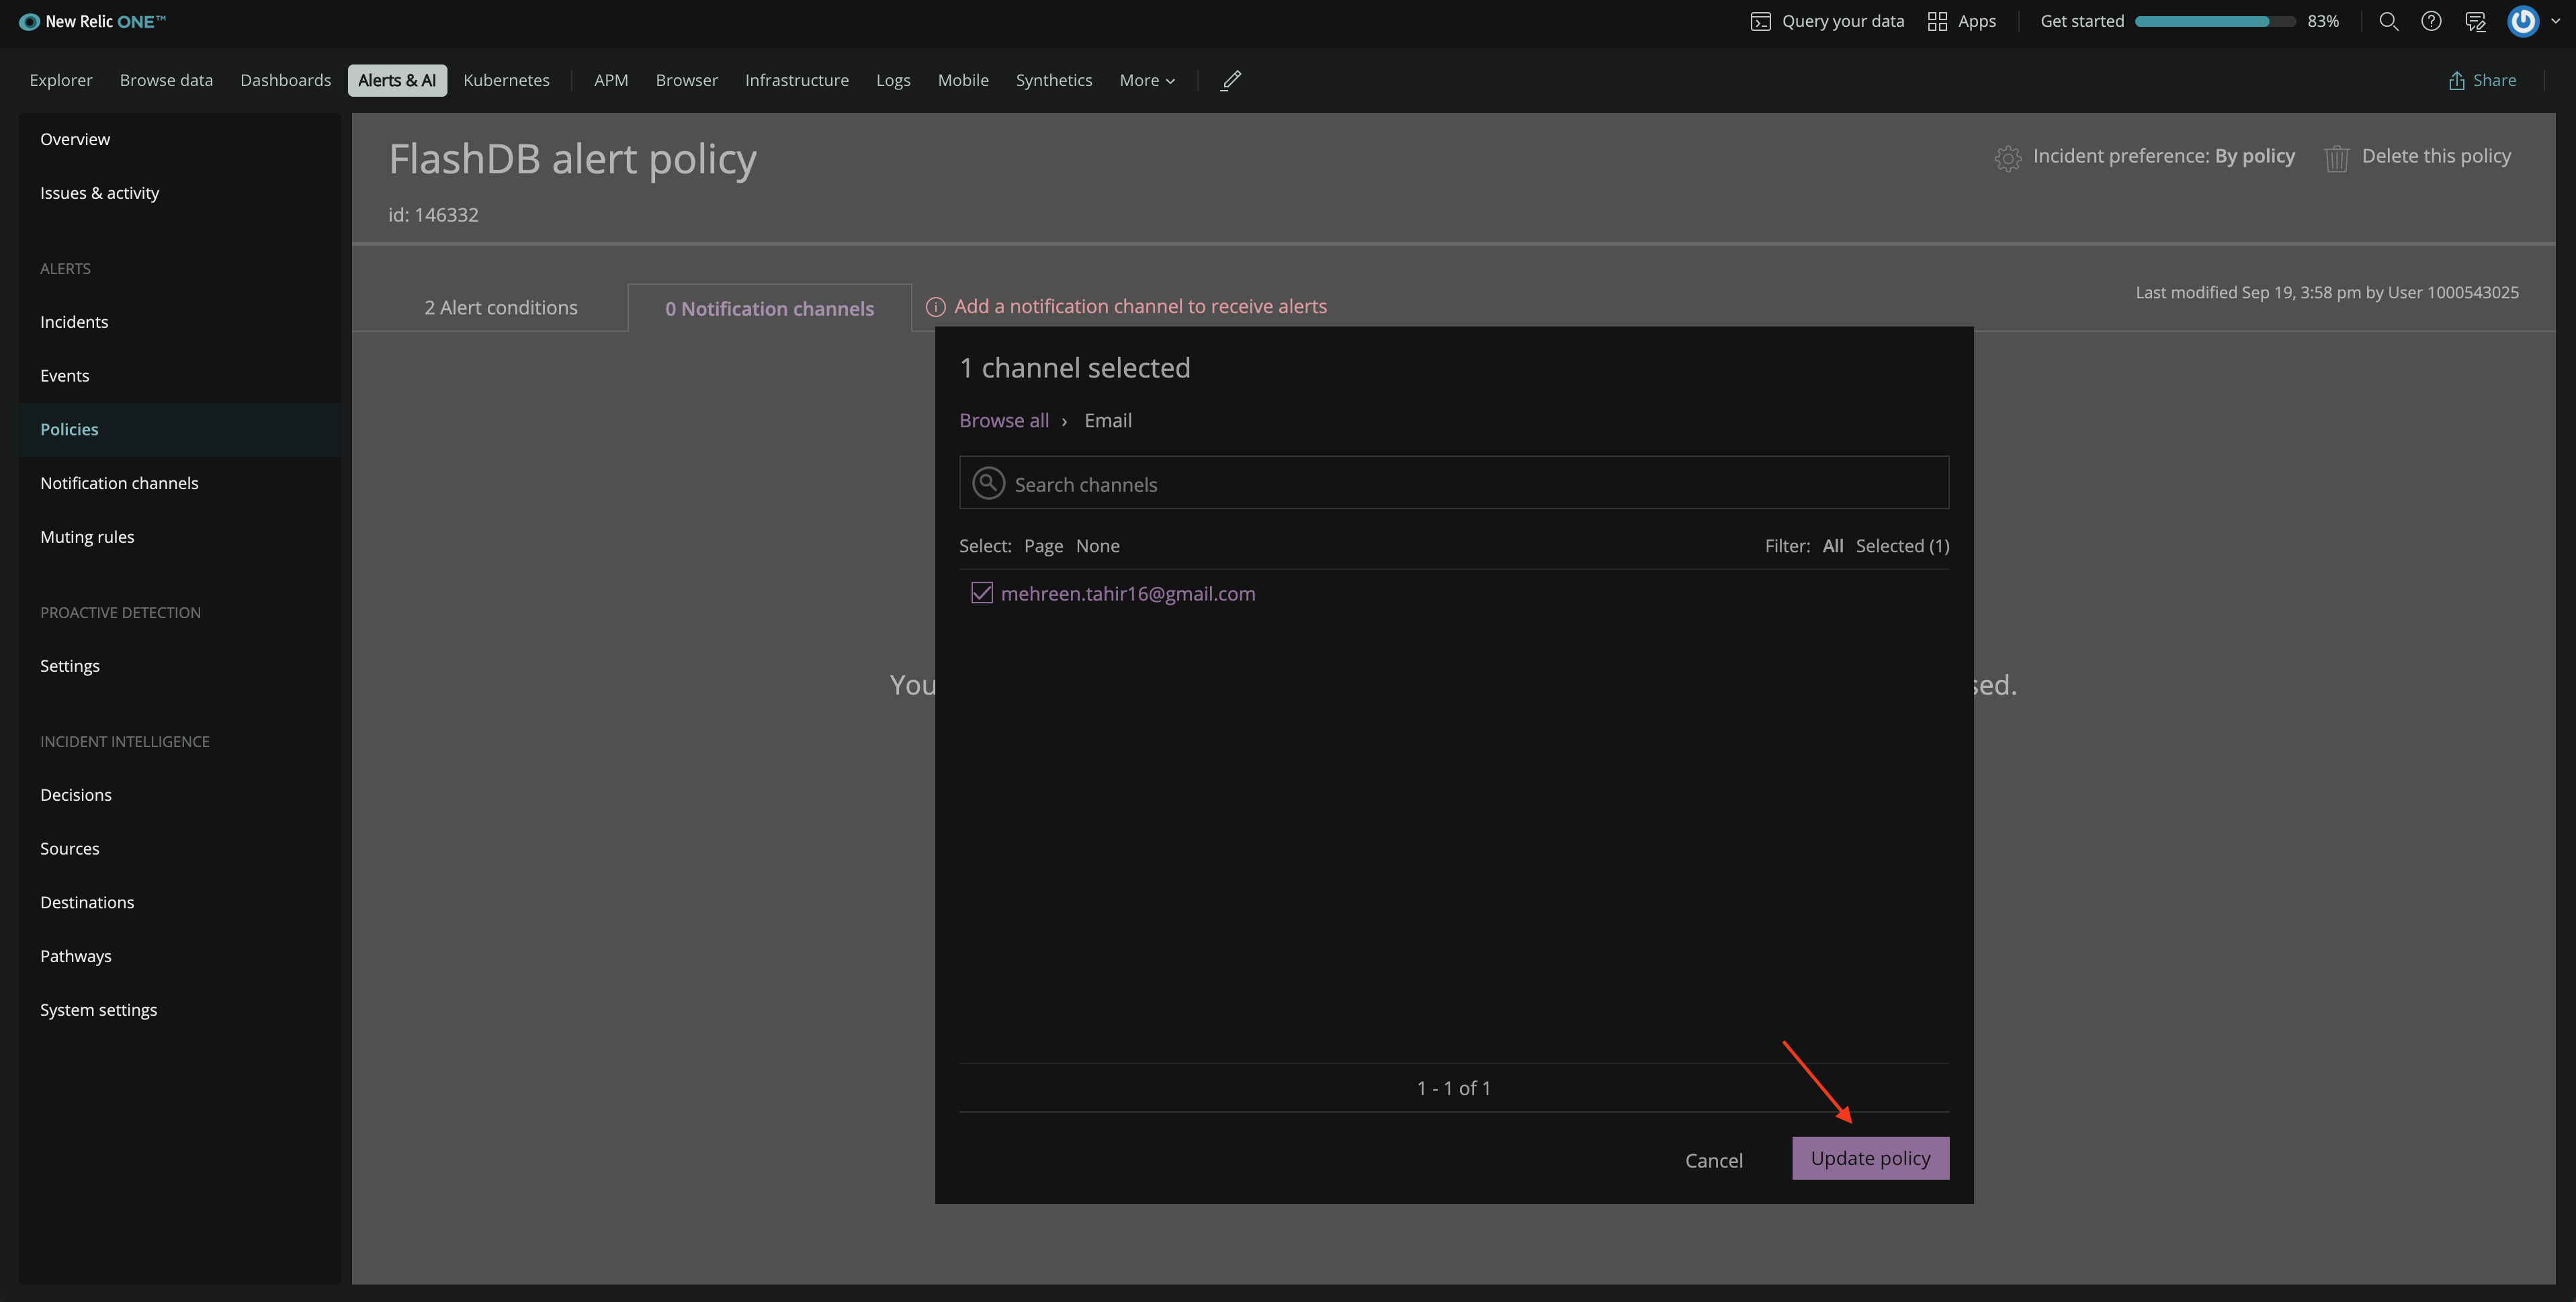 New Relic ONE™
Query your data
Apps
Get started
83%
Explorer
Browse data
Dashboards
Alerts & AI
Kubernetes
APM
Browser
Infrastructure
Logs
Mobile
Synthetics
More
Share
Overview
Issues & activity
ALERTS
Incidents
Events
Policies
Notification channels
Muting rules
PROACTIVE DETECTION
Settings
INCIDENT INTELLIGENCE
Decisions
Sources
Destinations
Pathways
System settings
FlashDB alert policy
id: 146332
Incident preference: By policy
Delete this policy
2 Alert conditions
0 Notification channels
Add a notification channel to receive alerts
Last modified Sep 19, 3:58 pm by User 1000543025
1 channel selected
Browse all › Email
Search channels
Select: Page None
Filter: All Selected (1)
mehreen.tahir16@gmail.com
You
sed.
1 - 1 of 1
Cancel
Update policy